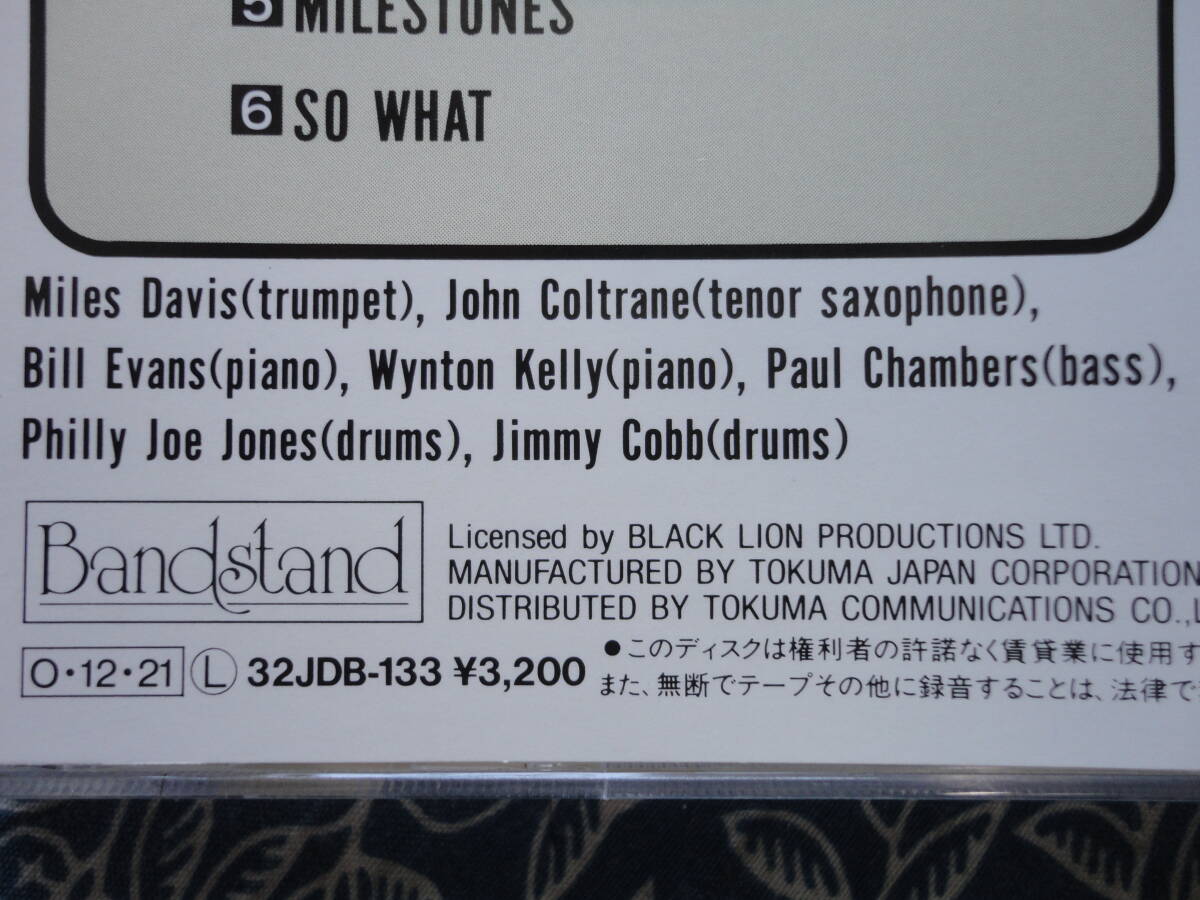 5 MILESTONES
6 SO WHAT
Miles Davis(trumpet), John Coltrane(tenor saxophone),
Bill Evans(piano), Wynton Kelly(piano), Paul Chambers(bass),
Philly Joe Jones(drums), Jimmy Cobb(drums)
Bandstand
Licensed by BLACK LION PRODUCTIONS LTD.
MANUFACTURED BY TOKUMA JAPAN CORPORATION
DISTRIBUTED BY TOKUMA COMMUNICATIONS CO.,L
O・12・21 Ⓛ 32JDB-133 ¥3,200
●このディスクは権利者の許諾なく賃貸業に使用す
また、無断でテープその他に録音することは、法律で